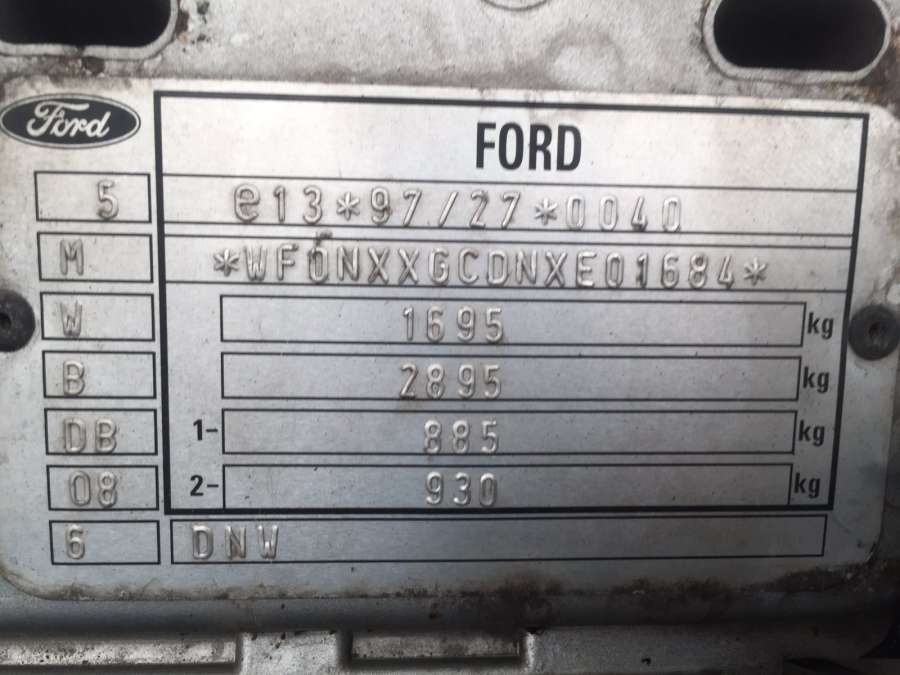 Ford
FORD
5 e13*97/27*0040
M *WF0NXXGCDNXE01684*
W 1695 kg
B 2895 kg
DB 1- 885 kg
08 2- 930 kg
6 DNW